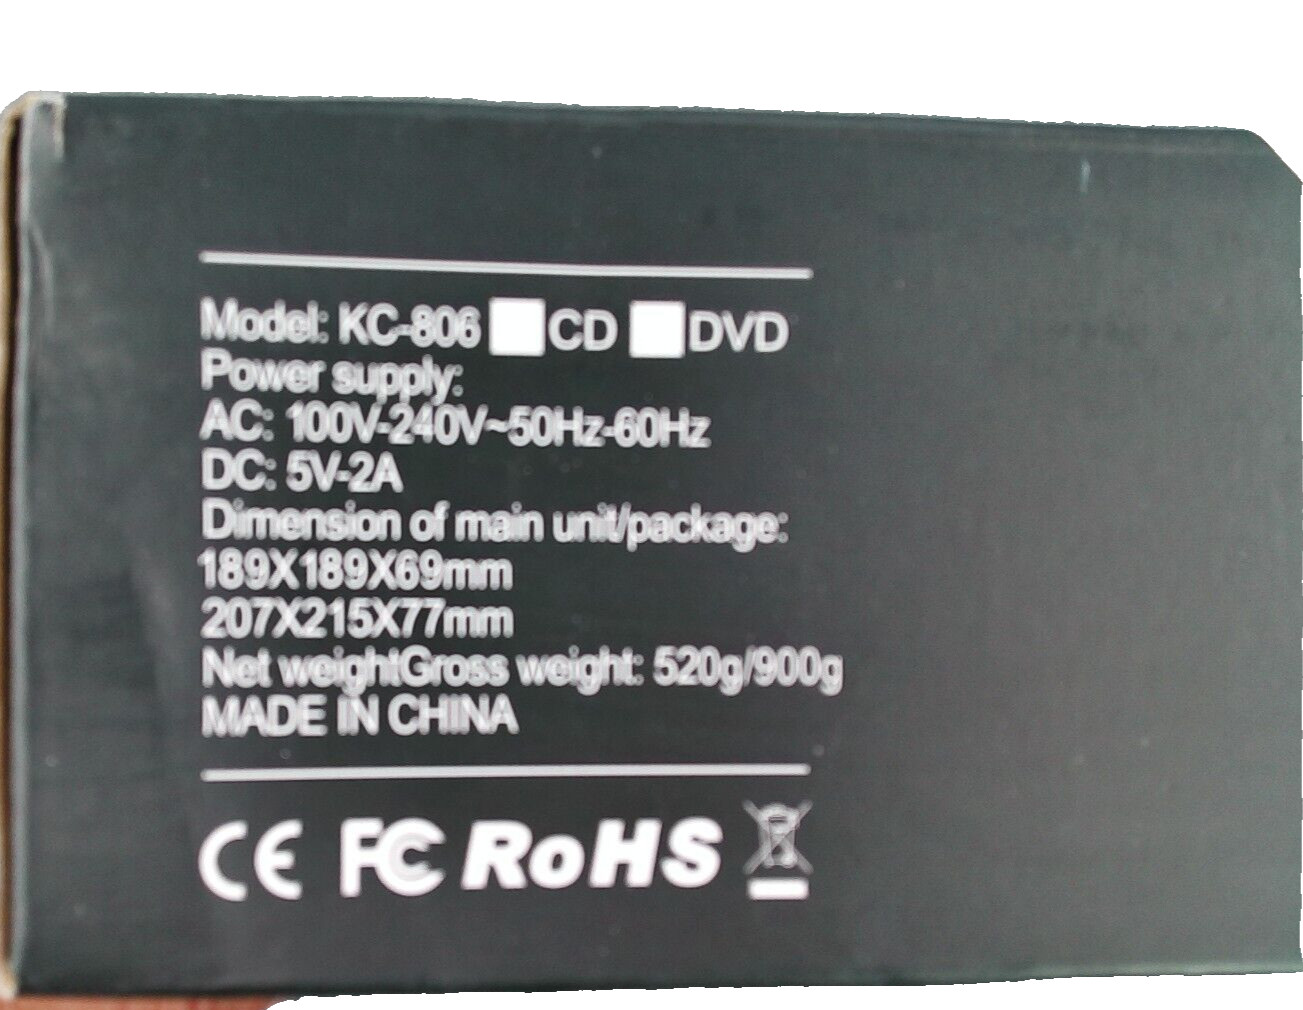 Model: KC-806 CD DVD
Power supply:
AC: 100V-240V~50Hz-60Hz
DC: 5V-2A
Dimension of main unit/package:
189X189X69mm
207X215X77mm
Net weightGross weight: 520g/900g
MADE IN CHINA
CE FC RoHS